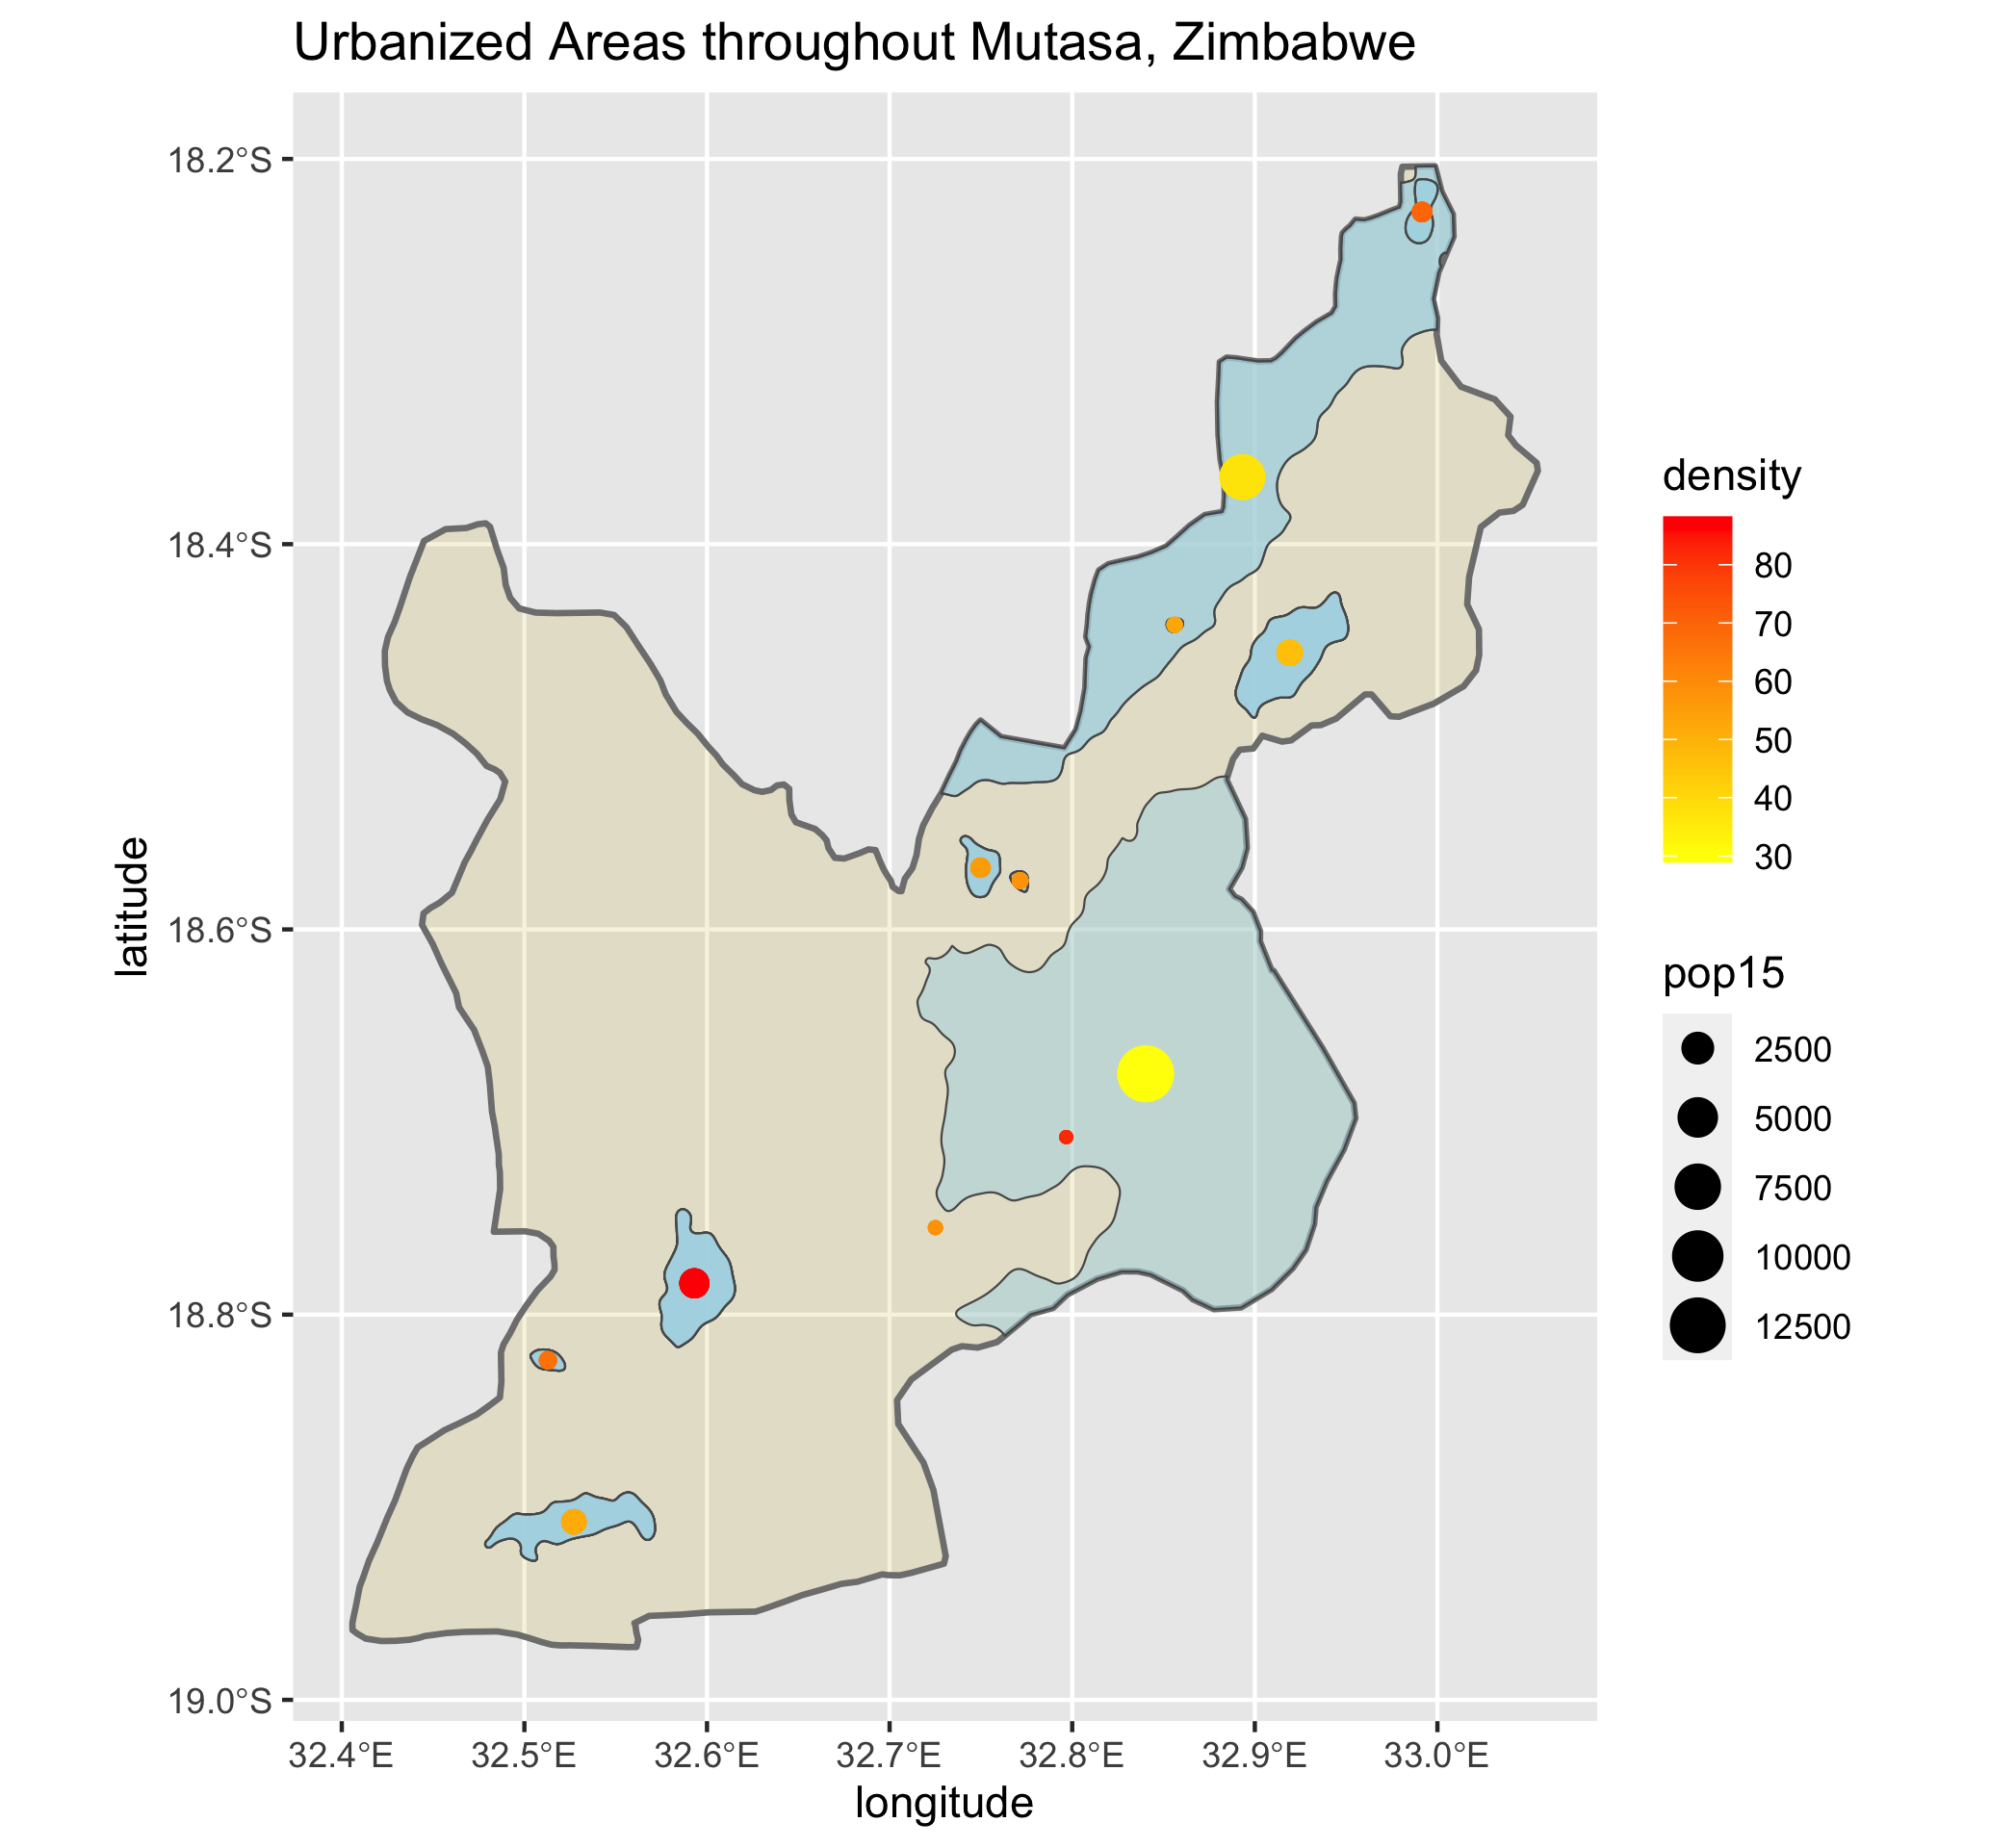 Urbanized Areas throughout Mutasa, Zimbabwe
18.2°S
18.4°S
18.6°S
18.8°S
19.0°S
latitude
32.4°E
32.5°E
32.6°E
32.7°E
32.8°E
32.9°E
33.0°E
longitude
density
80
70
60
50
40
30
pop15
2500
5000
7500
10000
12500